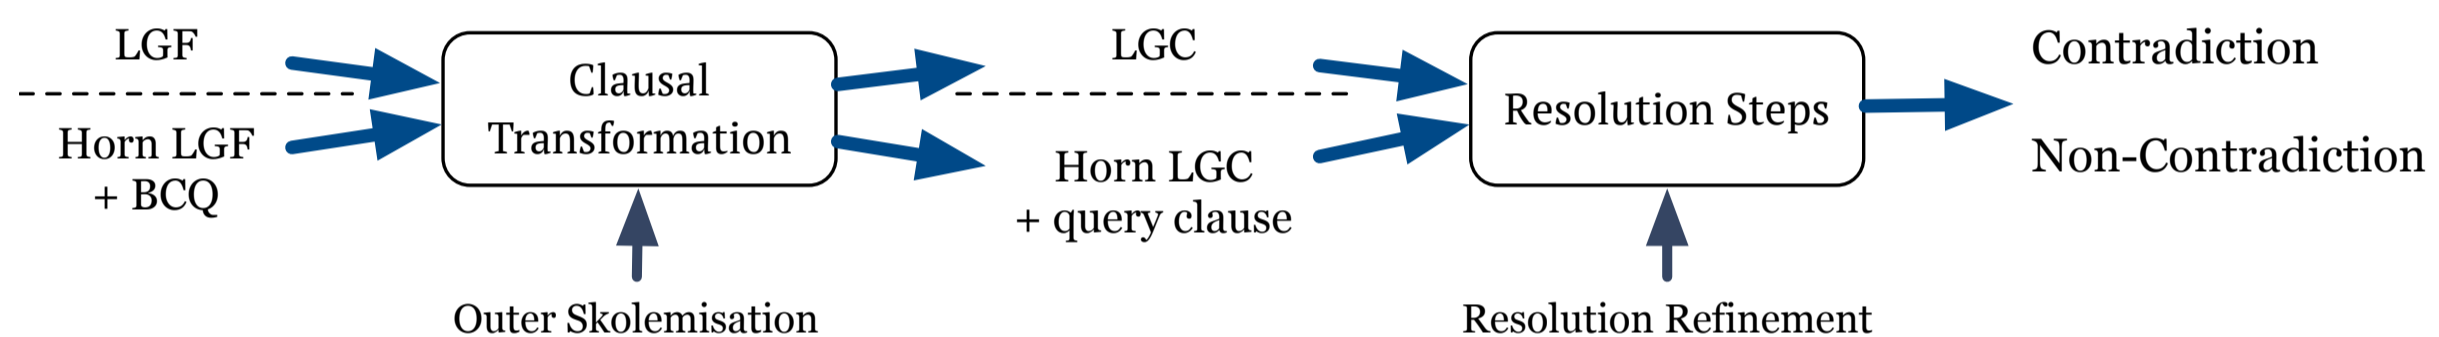 LGF
Horn LGF
+ BCQ
Clausal
Transformation
Outer Skolemisation
LGC
Horn LGC
+ query clause
Resolution Steps
Resolution Refinement
Contradiction
Non-Contradiction